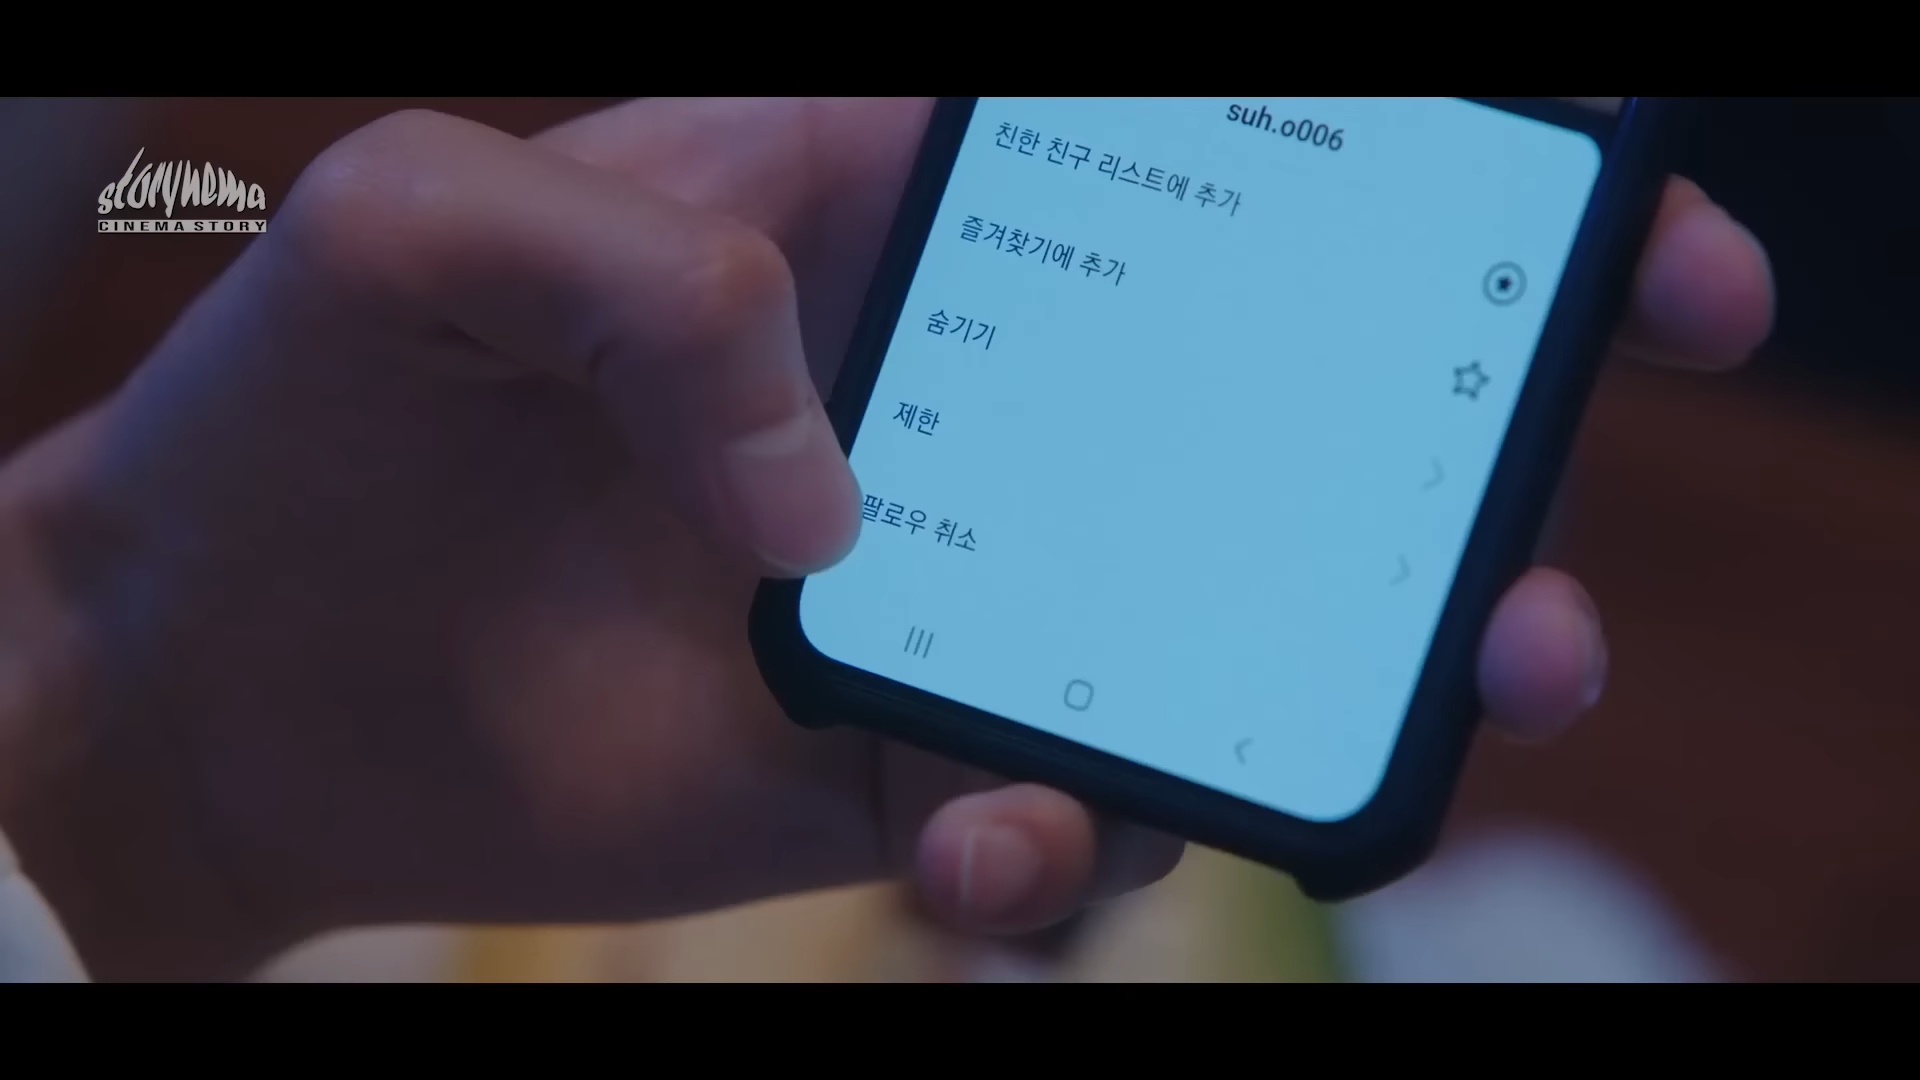 storynema
CINEMA STORY
suh.o006
친한 친구 리스트에 추가
즐겨찾기에 추가
숨기기
제한
팔로우 취소